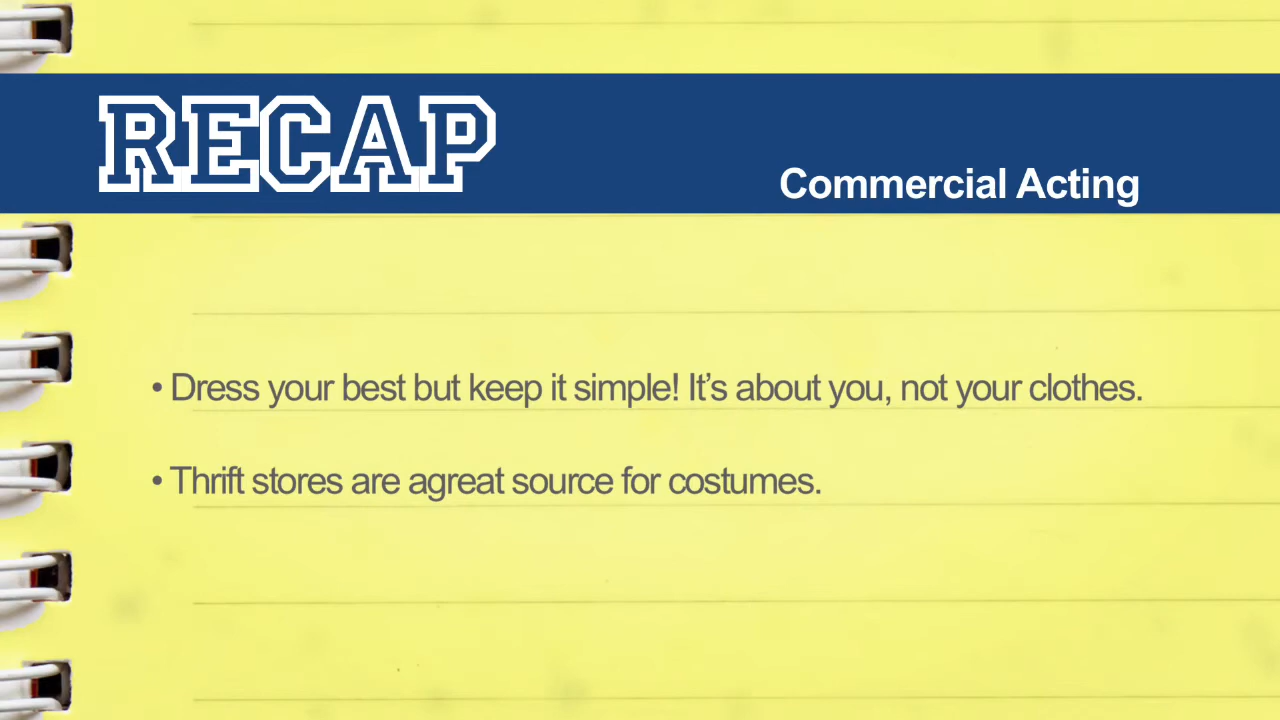 RECAP
Commercial Acting
• Dress your best but keep it simple! It’s about you, not your clothes.
• Thrift stores are agreat source for costumes.